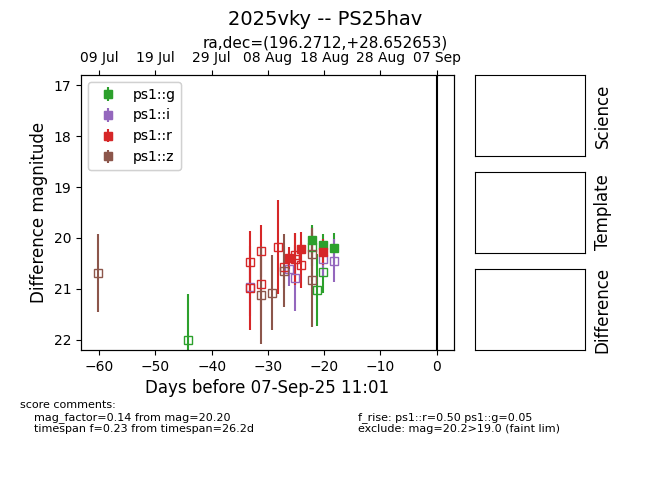 2025vky -- PS25hav
ra,dec=(196.2712,+28.652653)
09 Jul 19 Jul 29 Jul 08 Aug 18 Aug 28 Aug 07 Sep
17
18
19
20
21
22
Difference magnitude
ps1::g
ps1::i
ps1::r
ps1::z
−60 −50 −40 −30 −20 −10 0
Days before 07-Sep-25 11:01
Science
Template
Difference
score comments:
mag_factor=0.14 from mag=20.20
timespan f=0.23 from timespan=26.2d
f_rise: ps1::r=0.50 ps1::g=0.05
exclude: mag=20.2>19.0 (faint lim)